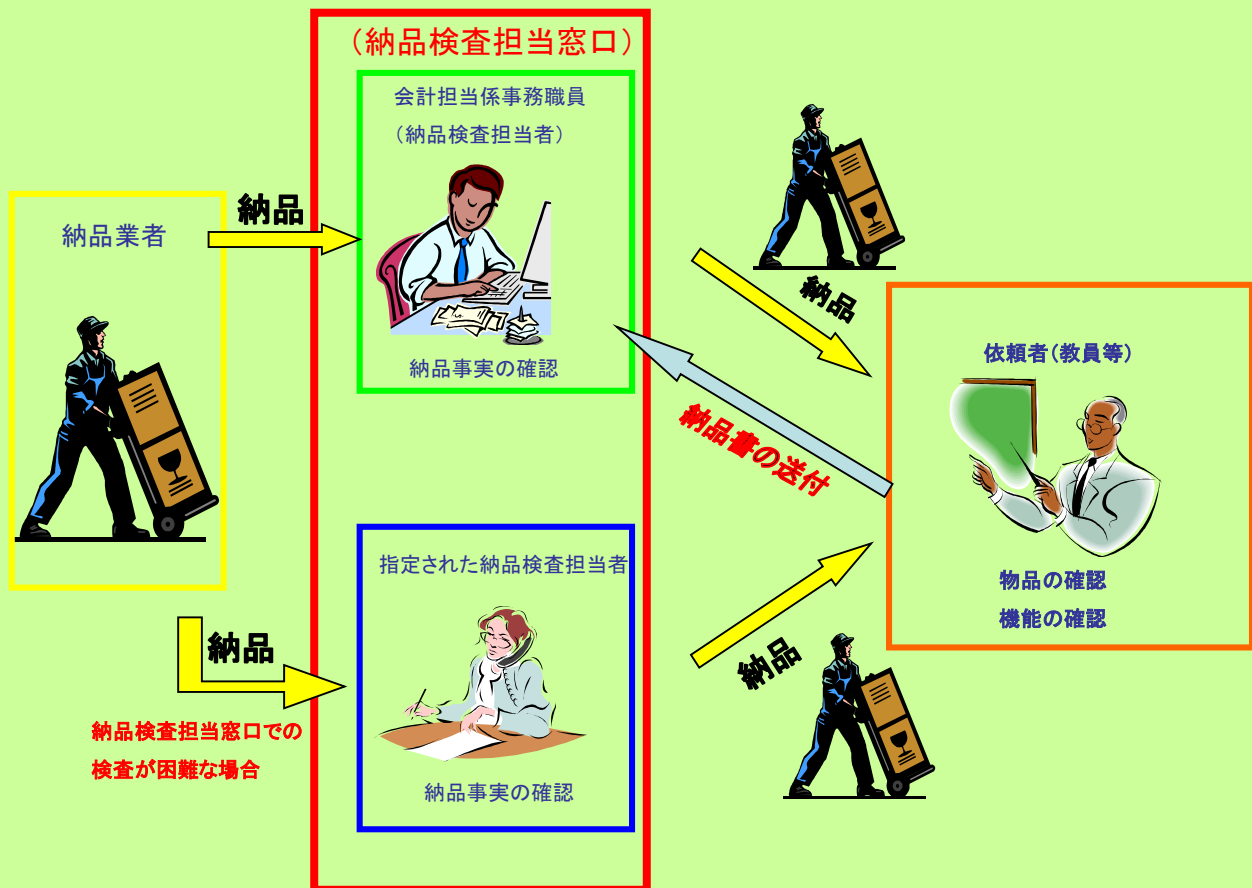 (納品検査担当窓口)
会計担当係事務職員
(納品検査担当者)
納品事実の確認
納品業者
納品
納品
納品検査担当窓口での
検査が困難な場合
指定された納品検査担当者
納品事実の確認
納品
納品書の送付
納品
依頼者(教員等)
物品の確認
機能の確認